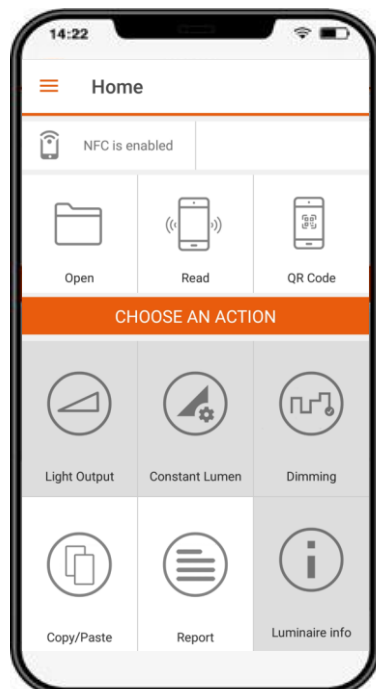 14:22
Home
NFC is enabled
Open Read QR Code
CHOOSE AN ACTION
Light Output Constant Lumen Dimming
Copy/Paste Report Luminaire info